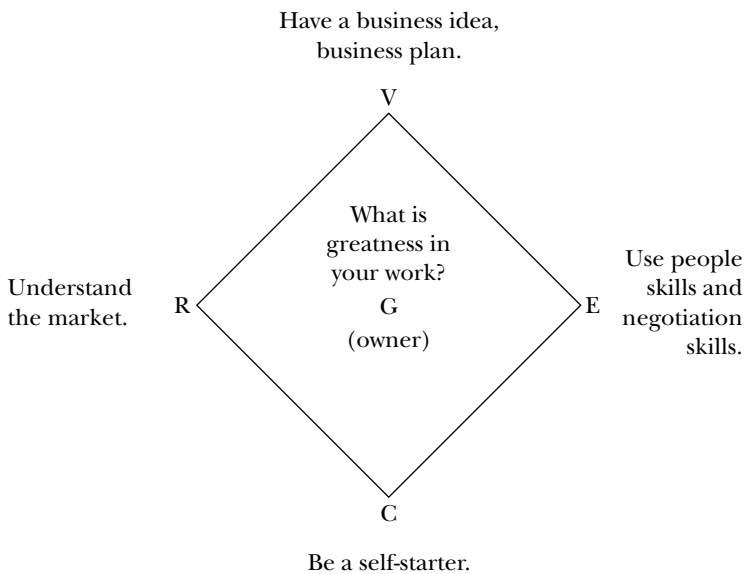 Have a business idea,
business plan.
V
What is
greatness in
your work?
Understand
the market.
R
G
E
Use people
skills and
negotiation
skills.
(owner)
C
Be a self-starter.